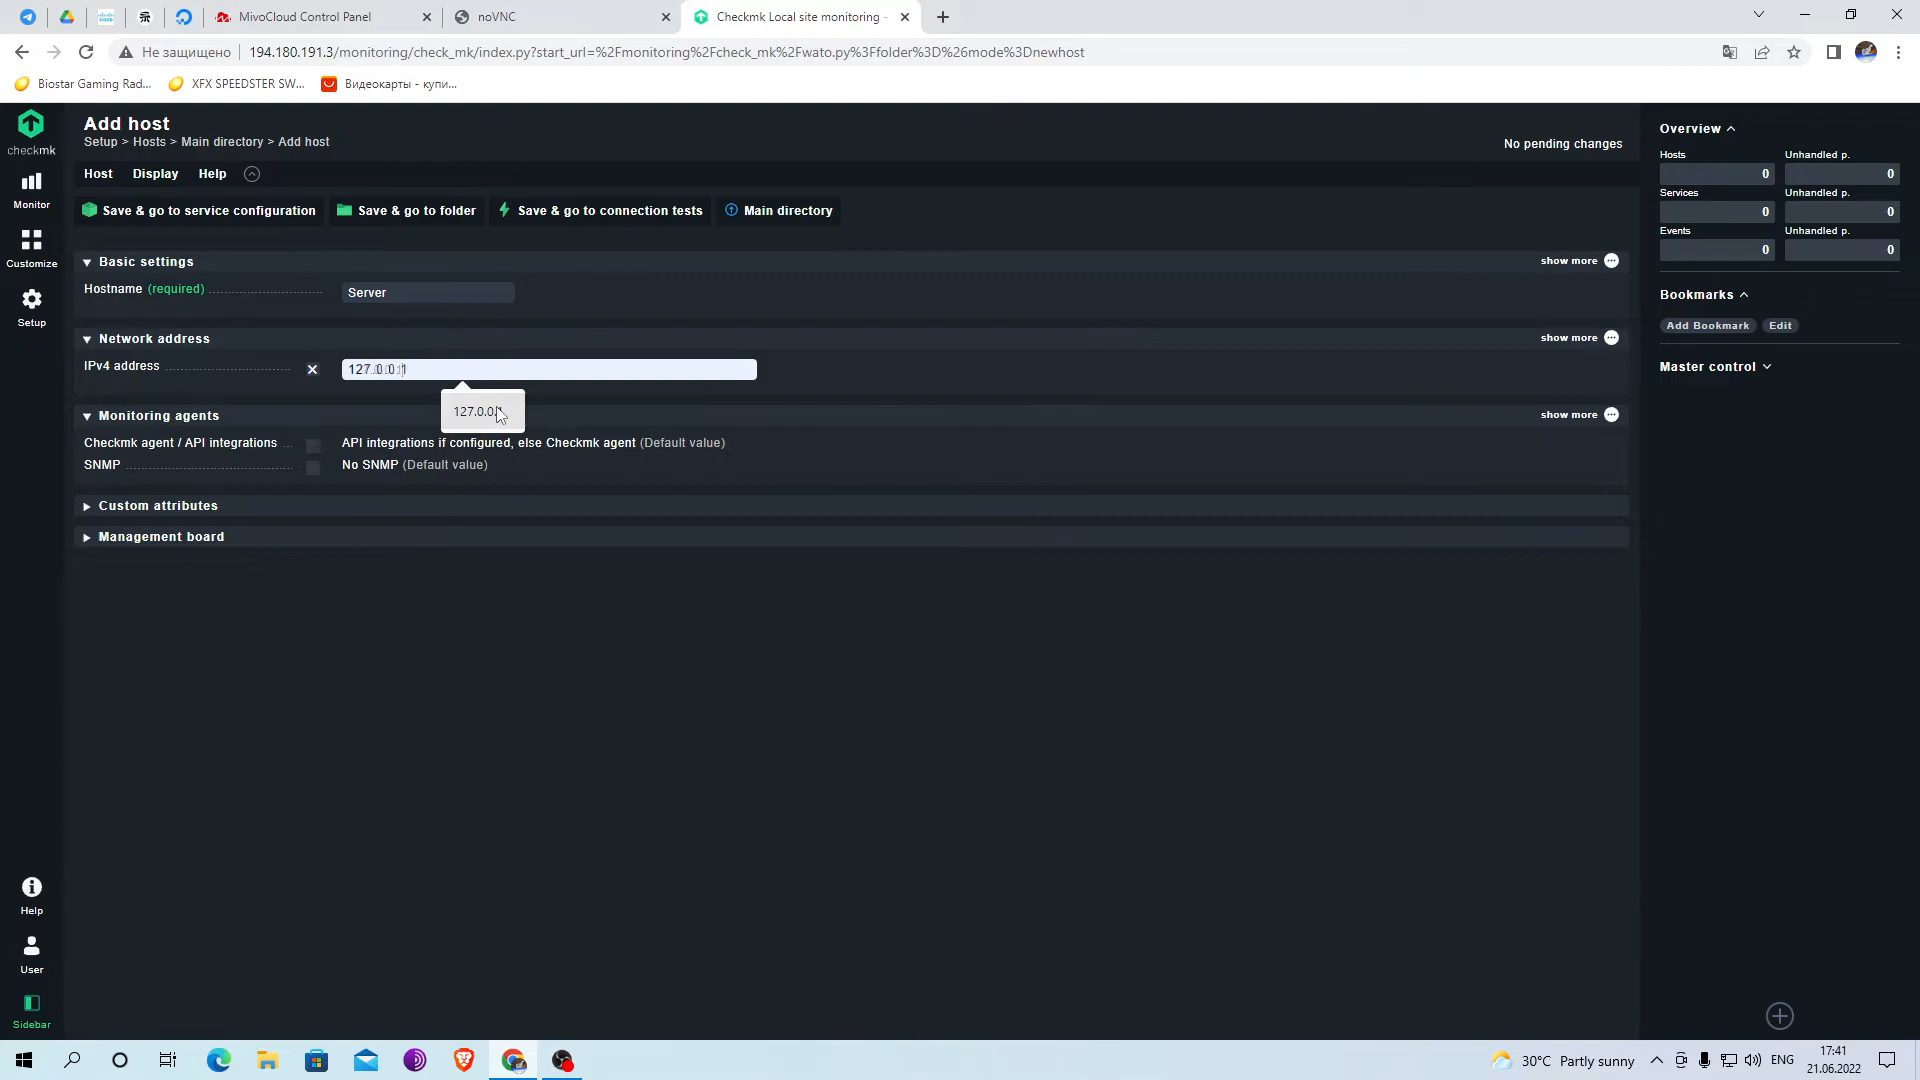 MivoCloud Control Panel
noVNC
Checkmk Local site monitoring -
Не защищено
194.180.191.3/monitoring/check_mk/index.py?start_url=%2Fmonitoring%2Fcheck_mk%2Fwato.py%3Ffolder%3D%26mode%3Dnewhost
Biostar Gaming Rad...
XFX SPEEDSTER SW...
Видеокарты - купи...
checkmk
Monitor
Customize
Setup
Help
User
Sidebar
Add host
Setup > Hosts > Main directory > Add host
No pending changes
Host Display Help
Save & go to service configuration
Save & go to folder
Save & go to connection tests
Main directory
Basic settings
show more
Hostname (required)
Server
Network address
show more
IPv4 address
127.0.0.1
127.0.0.1
Monitoring agents
show more
Checkmk agent / API integrations
API integrations if configured, else Checkmk agent (Default value)
SNMP
No SNMP (Default value)
Custom attributes
Management board
Overview
Hosts Unhandled p.
0 0
Services Unhandled p.
0 0
Events Unhandled p.
0 0
Bookmarks
Add Bookmark Edit
Master control
30°C Partly sunny
ENG
17:41
21.06.2022